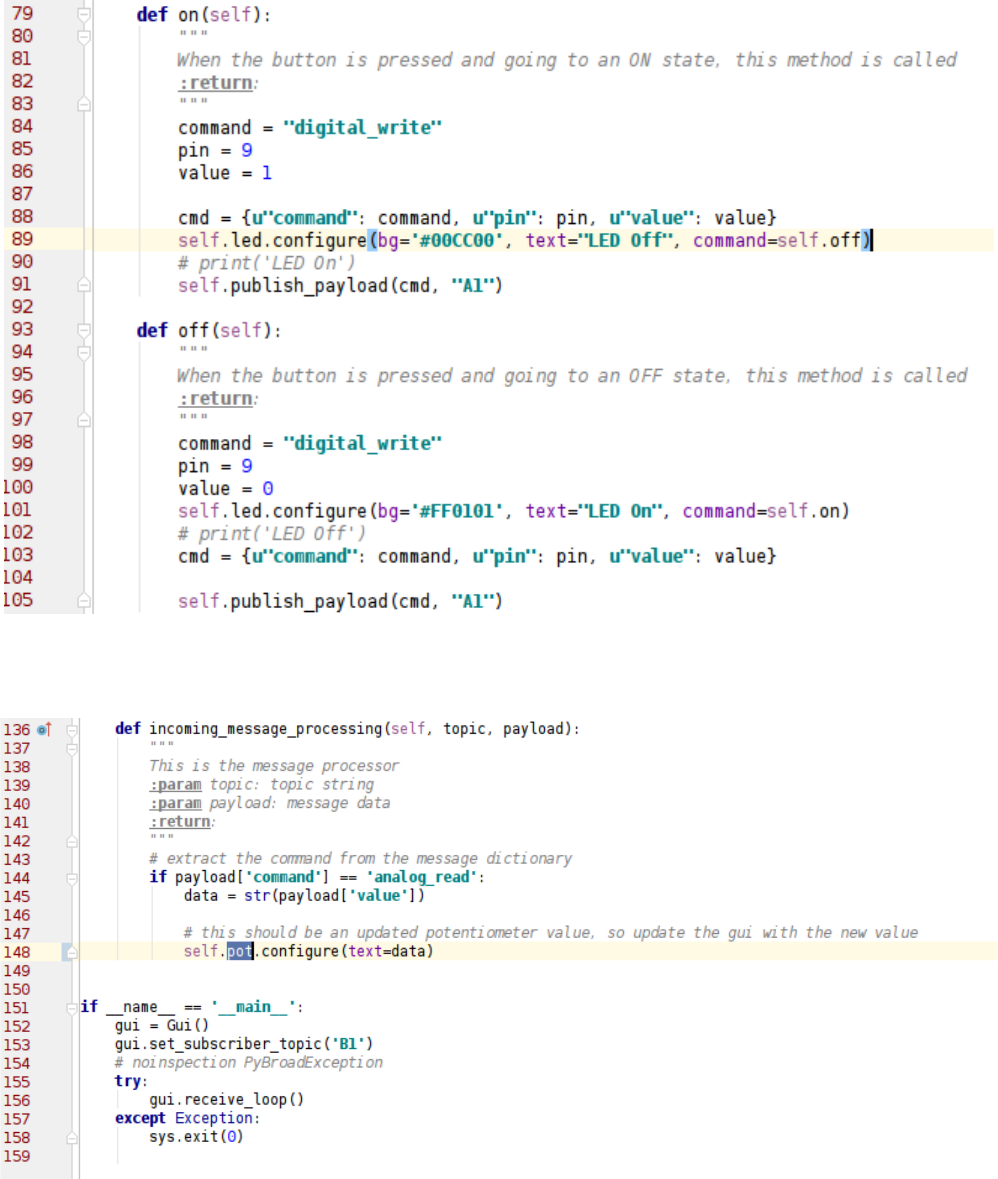 79 def on(self):
80 """
81 When the button is pressed and going to an ON state, this method is called
82 :return:
83 """
84 command = "digital_write"
85 pin = 9
86 value = 1
87
88 cmd = {u"command": command, u"pin": pin, u"value": value}
89 self.led.configure(bg='#00CC00', text="LED Off", command=self.off)
90 # print('LED On')
91 self.publish_payload(cmd, "A1")
92
93 def off(self):
94 """
95 When the button is pressed and going to an OFF state, this method is called
96 :return:
97 """
98 command = "digital_write"
99 pin = 9
100 value = 0
101 self.led.configure(bg='#FF0101', text="LED On", command=self.on)
102 # print('LED Off')
103 cmd = {u"command": command, u"pin": pin, u"value": value}
104
105 self.publish_payload(cmd, "A1")
136 def incoming_message_processing(self, topic, payload):
137 """
138 This is the message processor
139 :param topic: topic string
140 :param payload: message data
141 :return:
142 """
143 # extract the command from the message dictionary
144 if payload['command'] == 'analog_read':
145 data = str(payload['value'])
146
147 # this should be an updated potentiometer value, so update the gui with the new value
148 self.pot.configure(text=data)
149
150
151 if __name__ == '__main__':
152 gui = Gui()
153 gui.set_subscriber_topic('B1')
154 # noinspection PyBroadException
155 try:
156 gui.receive_loop()
157 except Exception:
158 sys.exit(0)
159